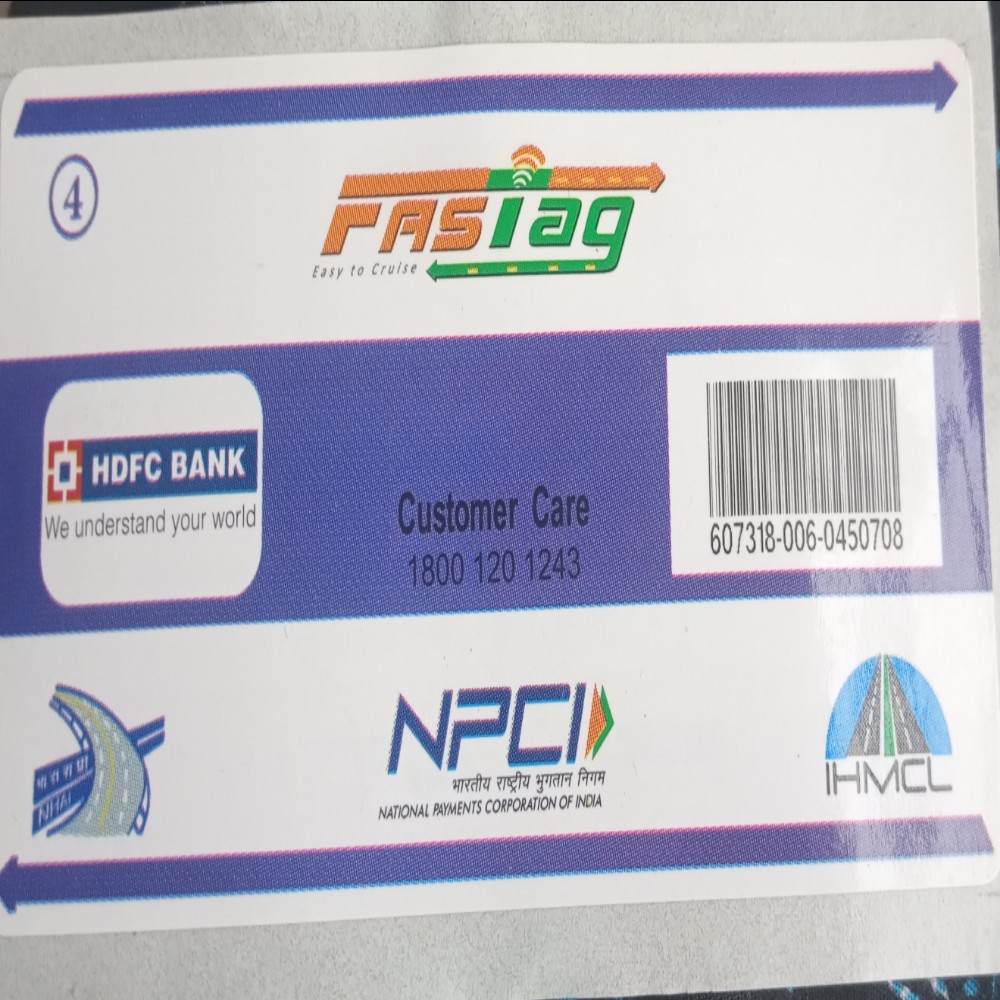 4
FASTag
Easy to Cruise
HDFC BANK
We understand your world
Customer Care
1800 120 1243
607318-006-0450708
भा रा रा प्रा
NHAI
NPCI
भारतीय राष्ट्रीय भुगतान निगम
NATIONAL PAYMENTS CORPORATION OF INDIA
IHMCL